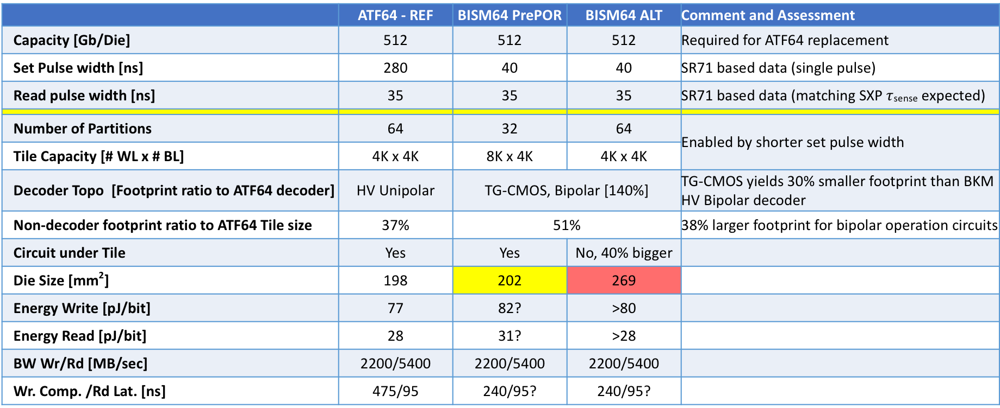 ATF64 - REF BISM64 PrePOR BISM64 ALT Comment and Assessment
Capacity [Gb/Die] 512 512 512 Required for ATF64 replacement
Set Pulse width [ns] 280 40 40 SR71 based data (single pulse)
Read pulse width [ns] 35 35 35 SR71 based data (matching SXP 𝜏sense expected)
Number of Partitions 64 32 64
Enabled by shorter set pulse width
Tile Capacity [# WL x # BL] 4K x 4K 8K x 4K 4K x 4K
Decoder Topo [Footprint ratio to ATF64 decoder] HV Unipolar TG-CMOS, Bipolar [140%] TG-CMOS yields 30% smaller footprint than BKM
HV Bipolar decoder
Non-decoder footprint ratio to ATF64 Tile size 37% 51% 38% larger footprint for bipolar operation circuits
Circuit under Tile Yes Yes No, 40% bigger
Die Size [mm²] 198 202 269
Energy Write [pJ/bit] 77 82? >80
Energy Read [pJ/bit] 28 31? >28
BW Wr/Rd [MB/sec] 2200/5400 2200/5400 2200/5400
Wr. Comp. /Rd Lat. [ns] 475/95 240/95? 240/95?